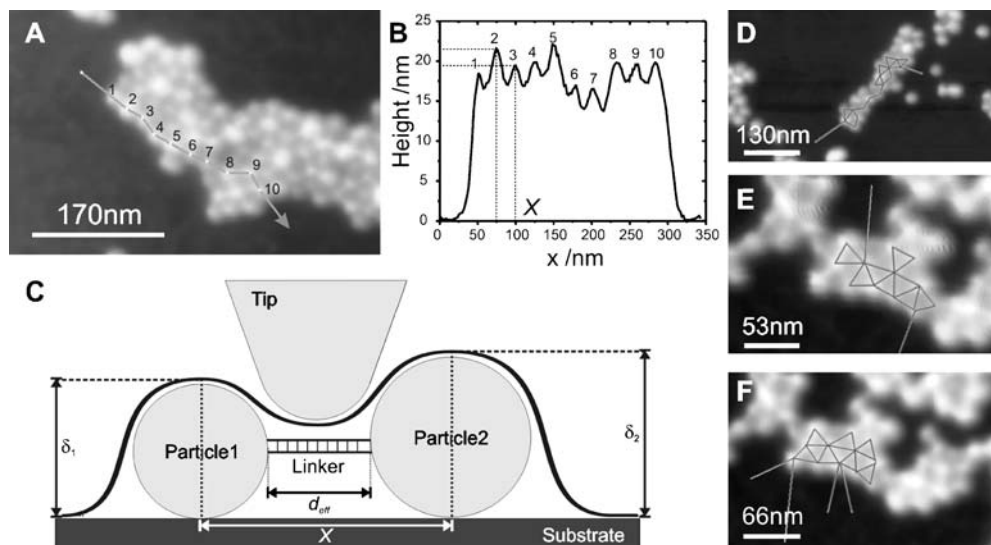 A
1
2
3
4
5
6
7
8
9
10
170nm
B
Height /nm
25
20
15
10
5
0
1
2
3
4
5
6
7
8
9
10
X
0 50 100 150 200 250 300 350
x /nm
C
Tip
δ1
Particle1
Particle2
Linker
deff
X
δ2
Substrate
D
130nm
E
53nm
F
66nm